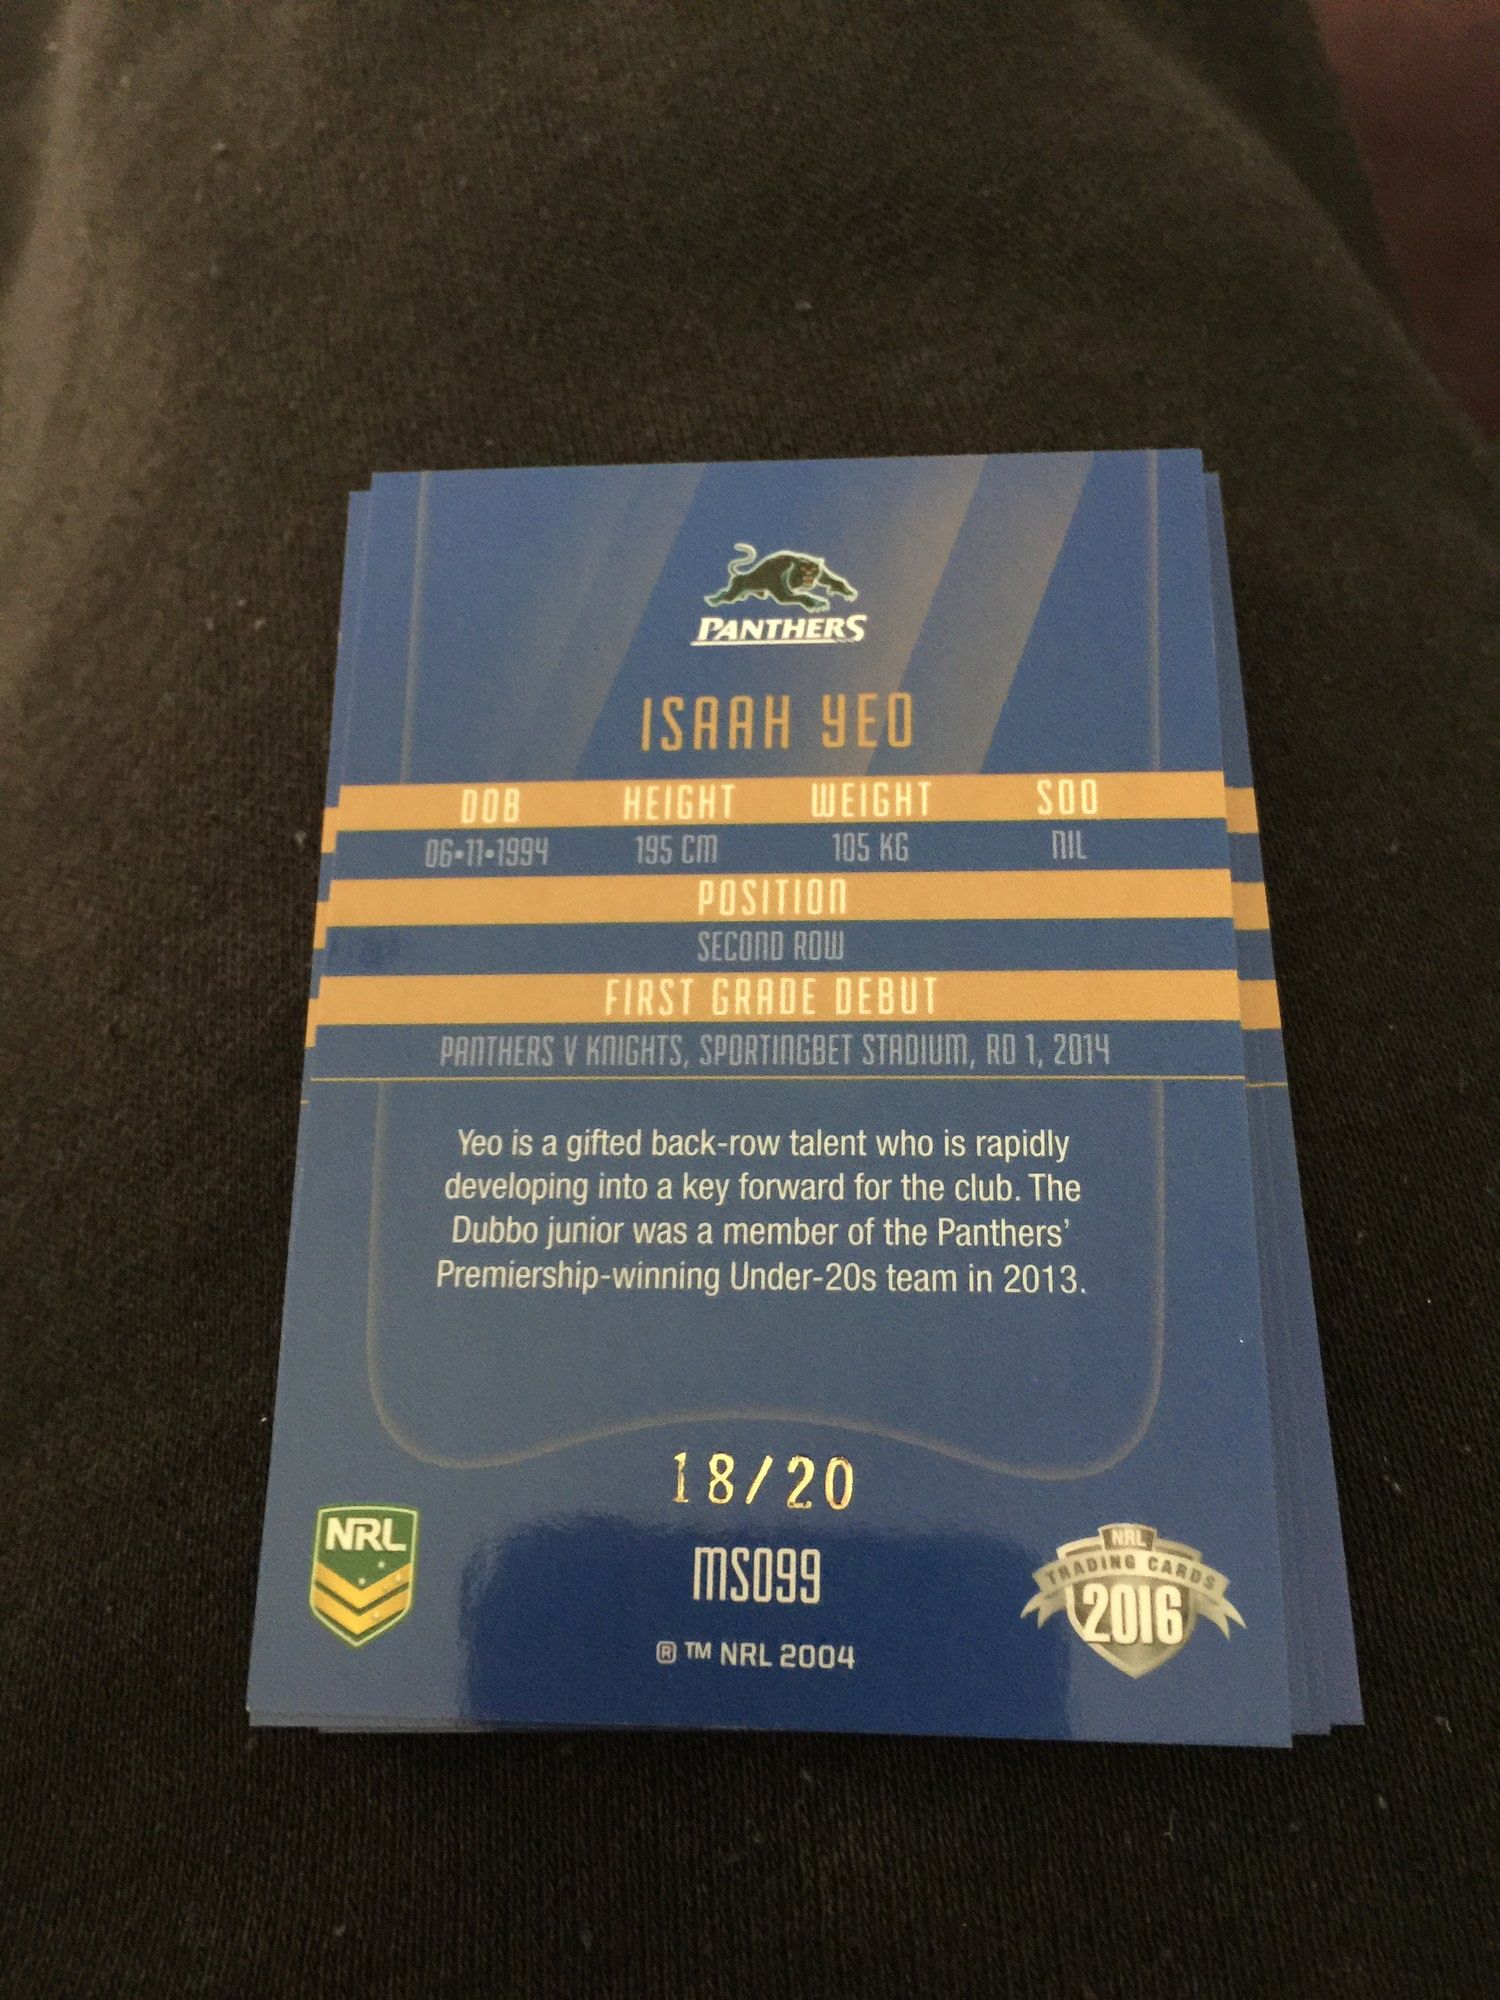 PANTHERS
ISAAH YEO
DOB HEIGHT WEIGHT SOO
06•11•1994 195 CM 105 KG NIL
POSITION
SECOND ROW
FIRST GRADE DEBUT
PANTHERS V KNIGHTS, SPORTINGBET STADIUM, RD 1, 2014
Yeo is a gifted back-row talent who is rapidly
developing into a key forward for the club. The
Dubbo junior was a member of the Panthers'
Premiership-winning Under-20s team in 2013.
18/20
MS099
® ™ NRL 2004
NRL
NRL
TRADING CARDS
2016